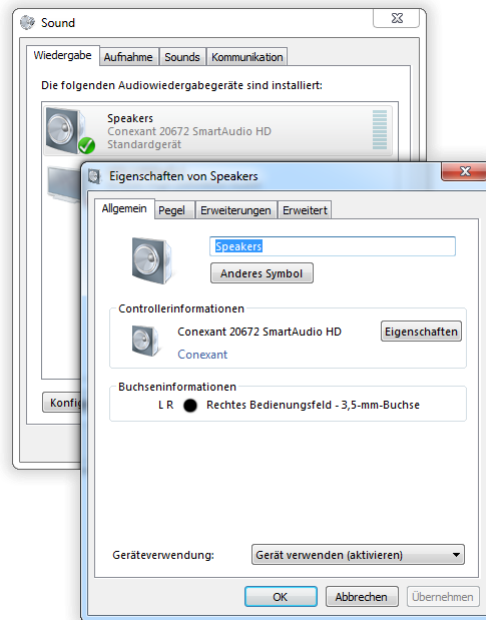 Sound
Wiedergabe Aufnahme Sounds Kommunikation
Die folgenden Audiowiedergabegeräte sind installiert:
Speakers
Conexant 20672 SmartAudio HD
Standardgerät
Eigenschaften von Speakers
Allgemein Pegel Erweiterungen Erweitert
Speakers
Anderes Symbol
Controllerinformationen
Conexant 20672 SmartAudio HD Eigenschaften
Conexant
Buchseninformationen
L R Rechtes Bedienungsfeld - 3,5-mm-Buchse
Geräteverwendung: Gerät verwenden (aktivieren)
OK Abbrechen Übernehmen